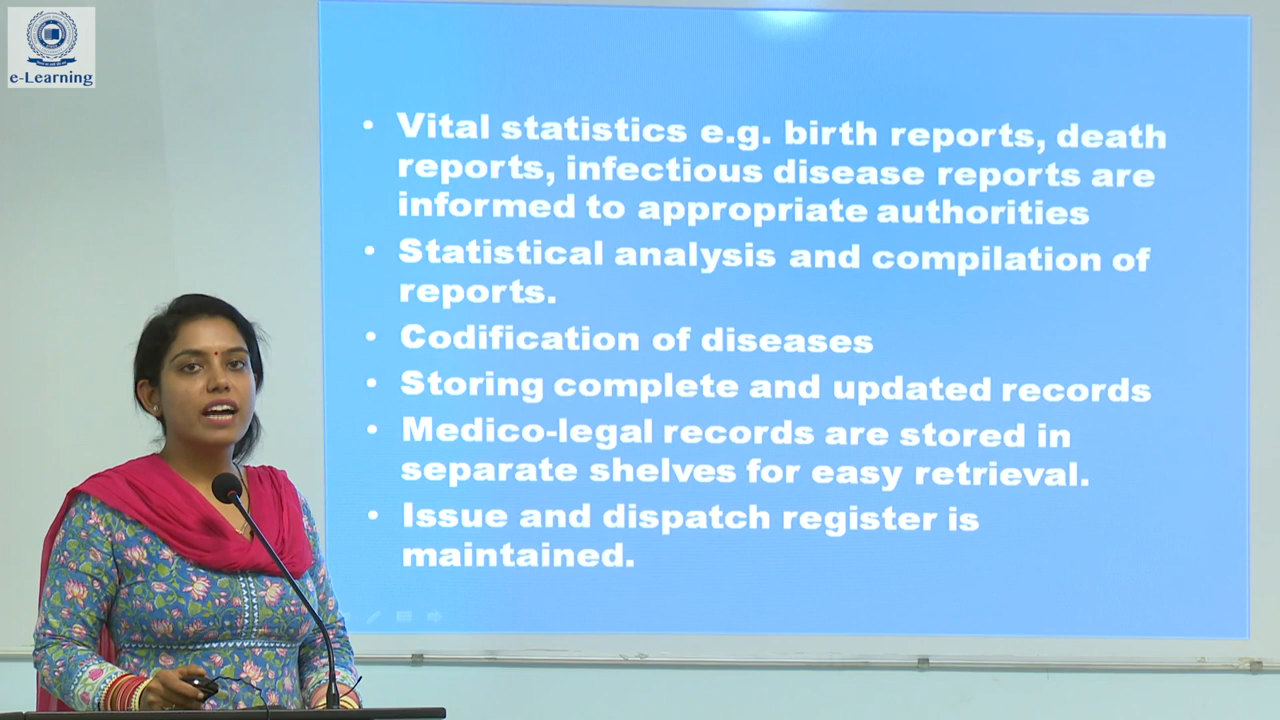 e-Learning
• Vital statistics e.g. birth reports, death
reports, infectious disease reports are
informed to appropriate authorities
• Statistical analysis and compilation of
reports.
• Codification of diseases
• Storing complete and updated records
• Medico-legal records are stored in
separate shelves for easy retrieval.
• Issue and dispatch register is
maintained.